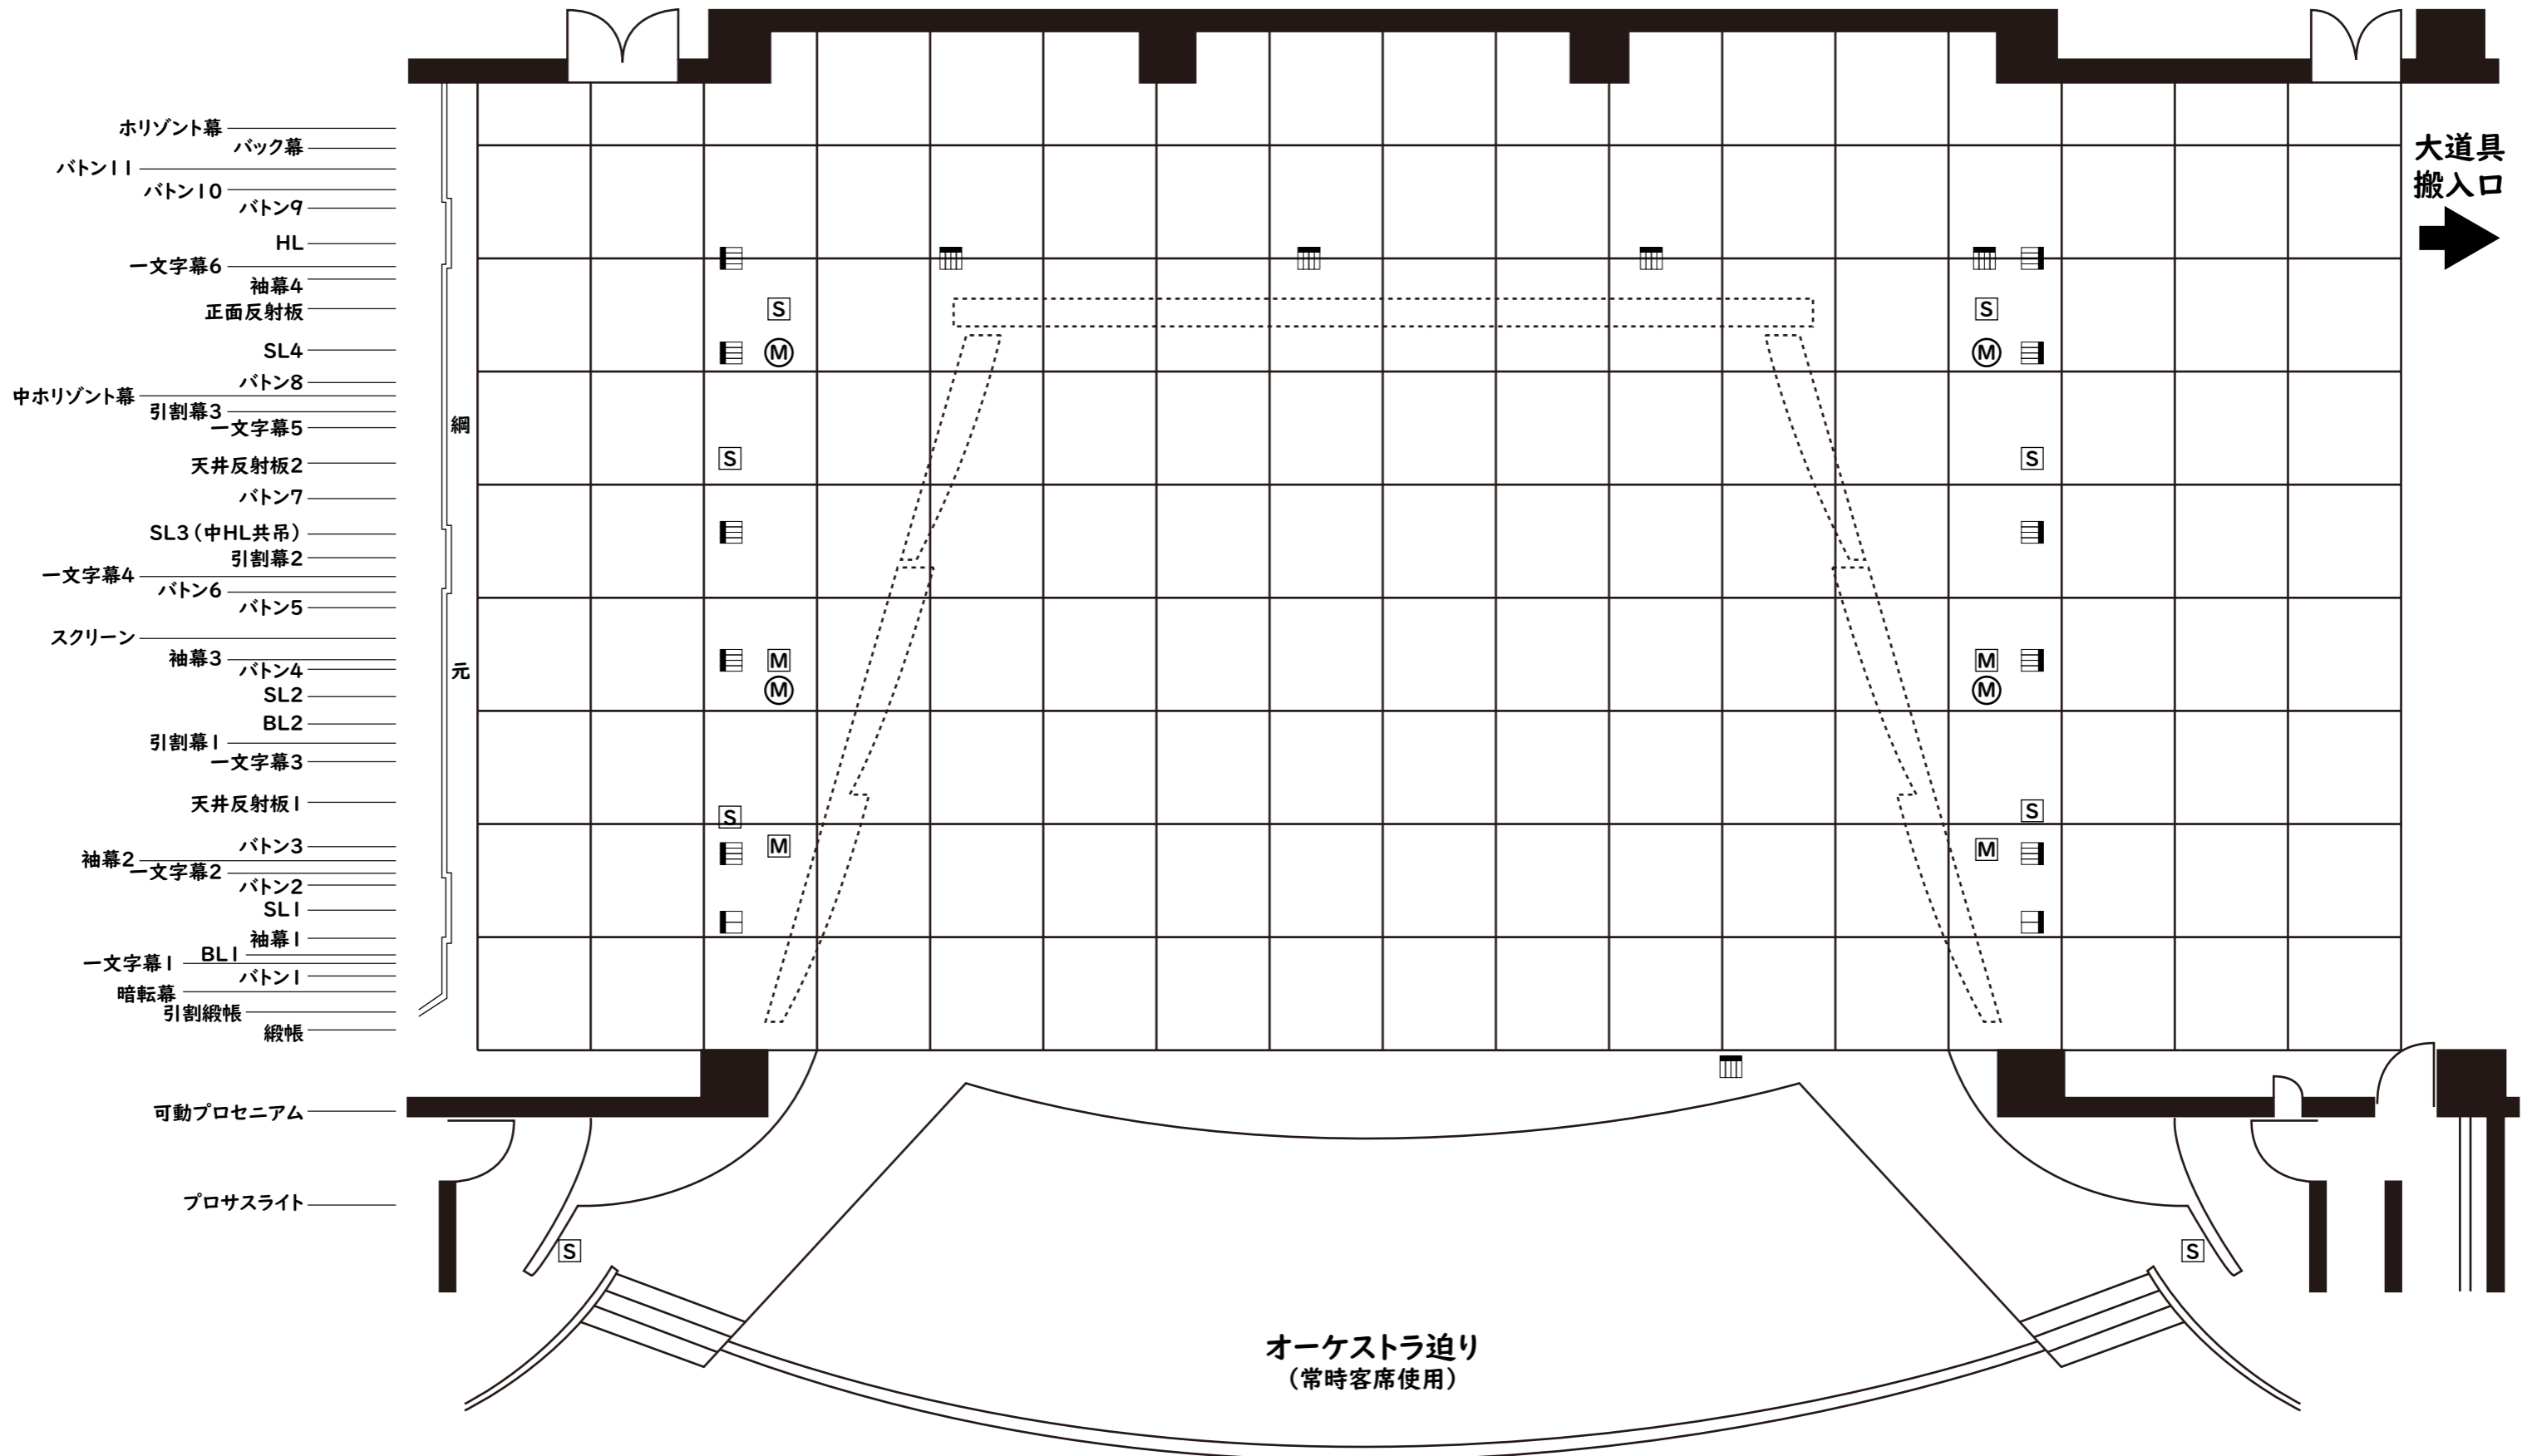 ホリゾント幕
バック幕
バトン11
バトン10
バトン9
HL
一文字幕6
袖幕4
正面反射板
SL4
バトン8
中ホリゾント幕
引割幕3
一文字幕5
天井反射板2
バトン7
SL3(中HL共吊)
引割幕2
一文字幕4
バトン6
バトン5
スクリーン
袖幕3
バトン4
SL2
BL2
引割幕1
一文字幕3
天井反射板1
バトン3
袖幕2
一文字幕2
バトン2
SL1
袖幕1
BL1
一文字幕1
バトン1
暗転幕
引割緞帳
緞帳
可動プロセニアム
プロサスライト
綱
元
大道具
搬入口
S S
M M
S S
M M
M M
S S
M M
S S
オーケストラ迫り
(常時客席使用)